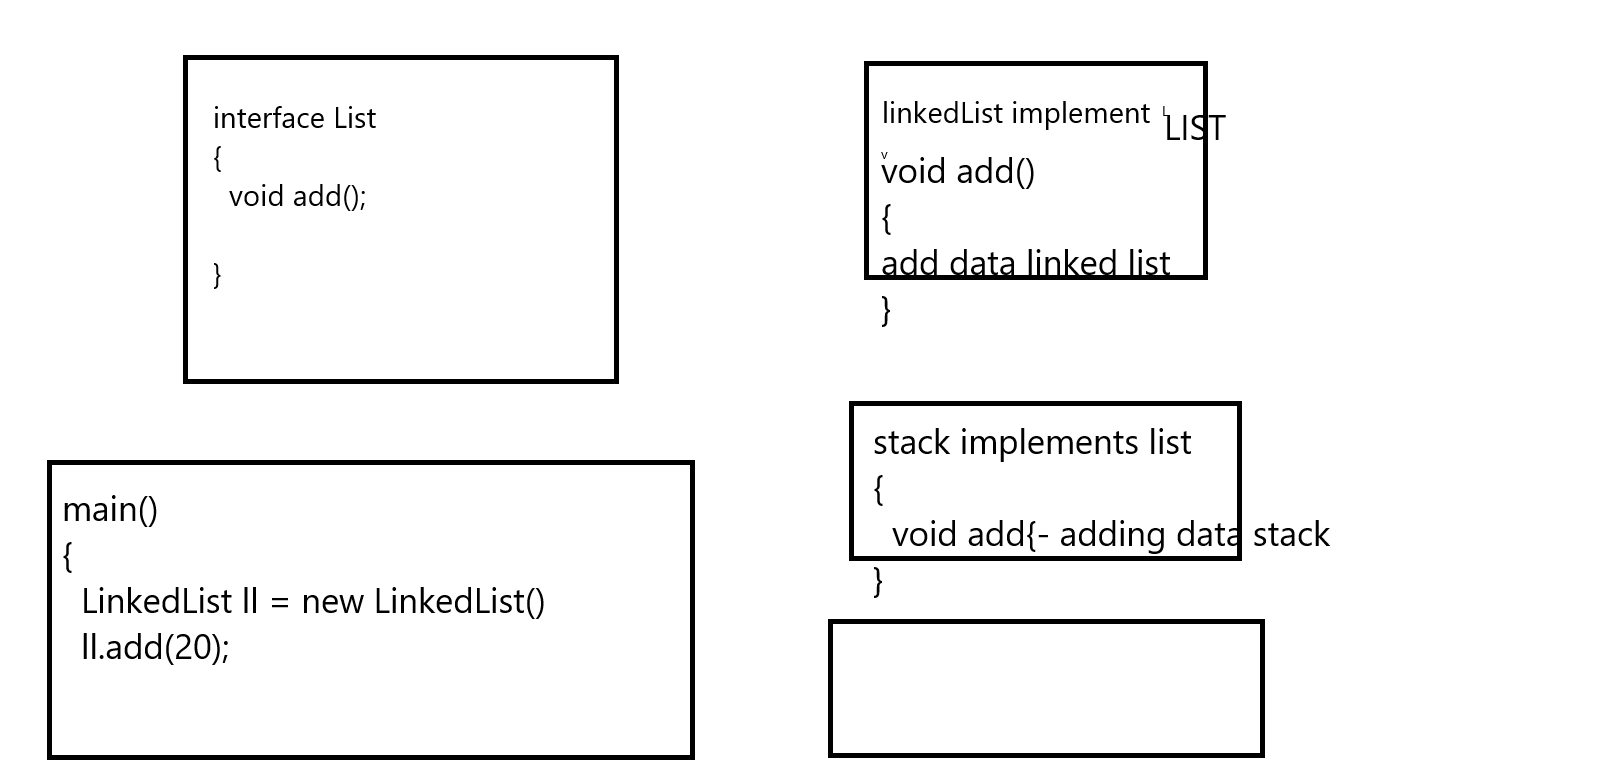 interface List
{
void add();
}
linkedList implement L
LIST
v
void add()
{
add data linked list
}
main()
{
LinkedList ll = new LinkedList()
ll.add(20);
stack implements list
{
void add{- adding data stack
}